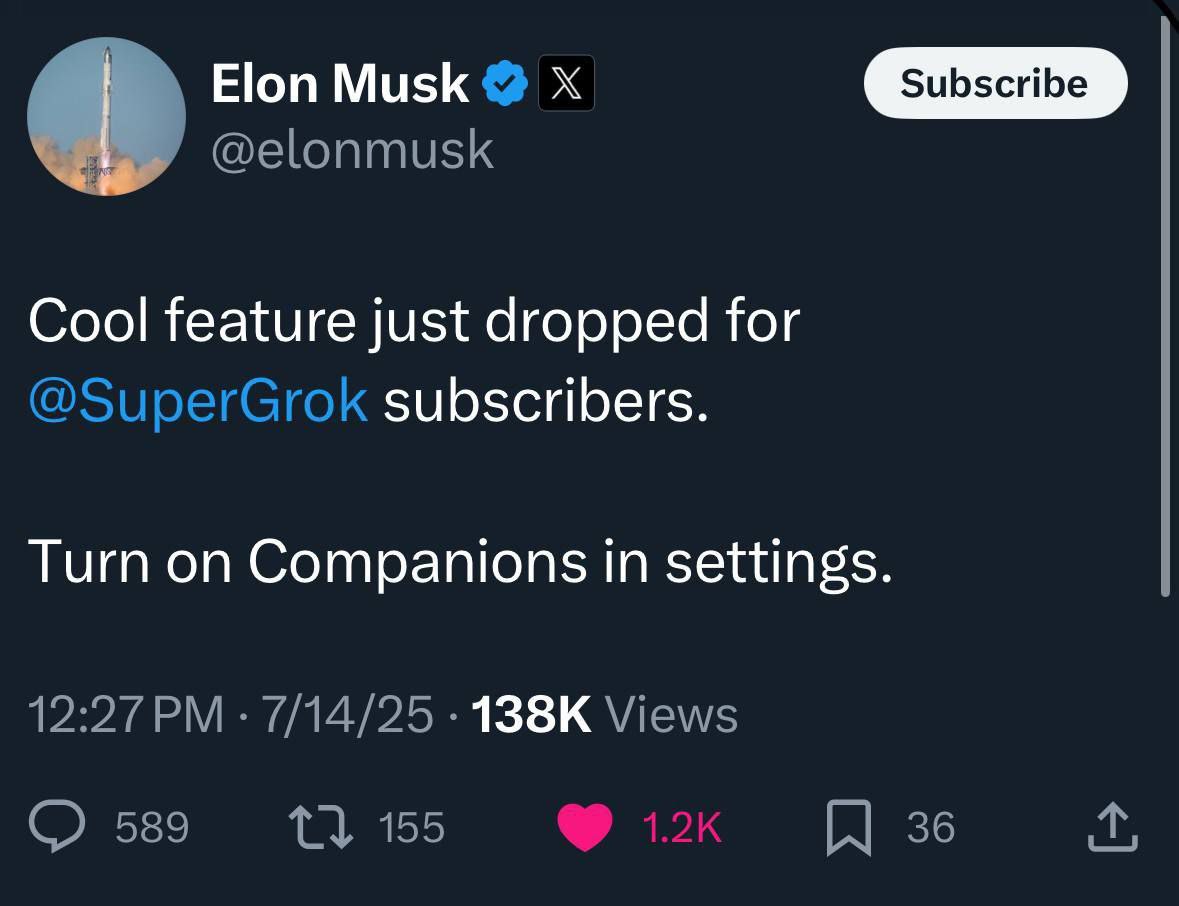 Elon Musk
Subscribe
@elonmusk
Cool feature just dropped for
@SuperGrok subscribers.
Turn on Companions in settings.
12:27 PM · 7/14/25 · 138K Views
589 155 1.2K 36